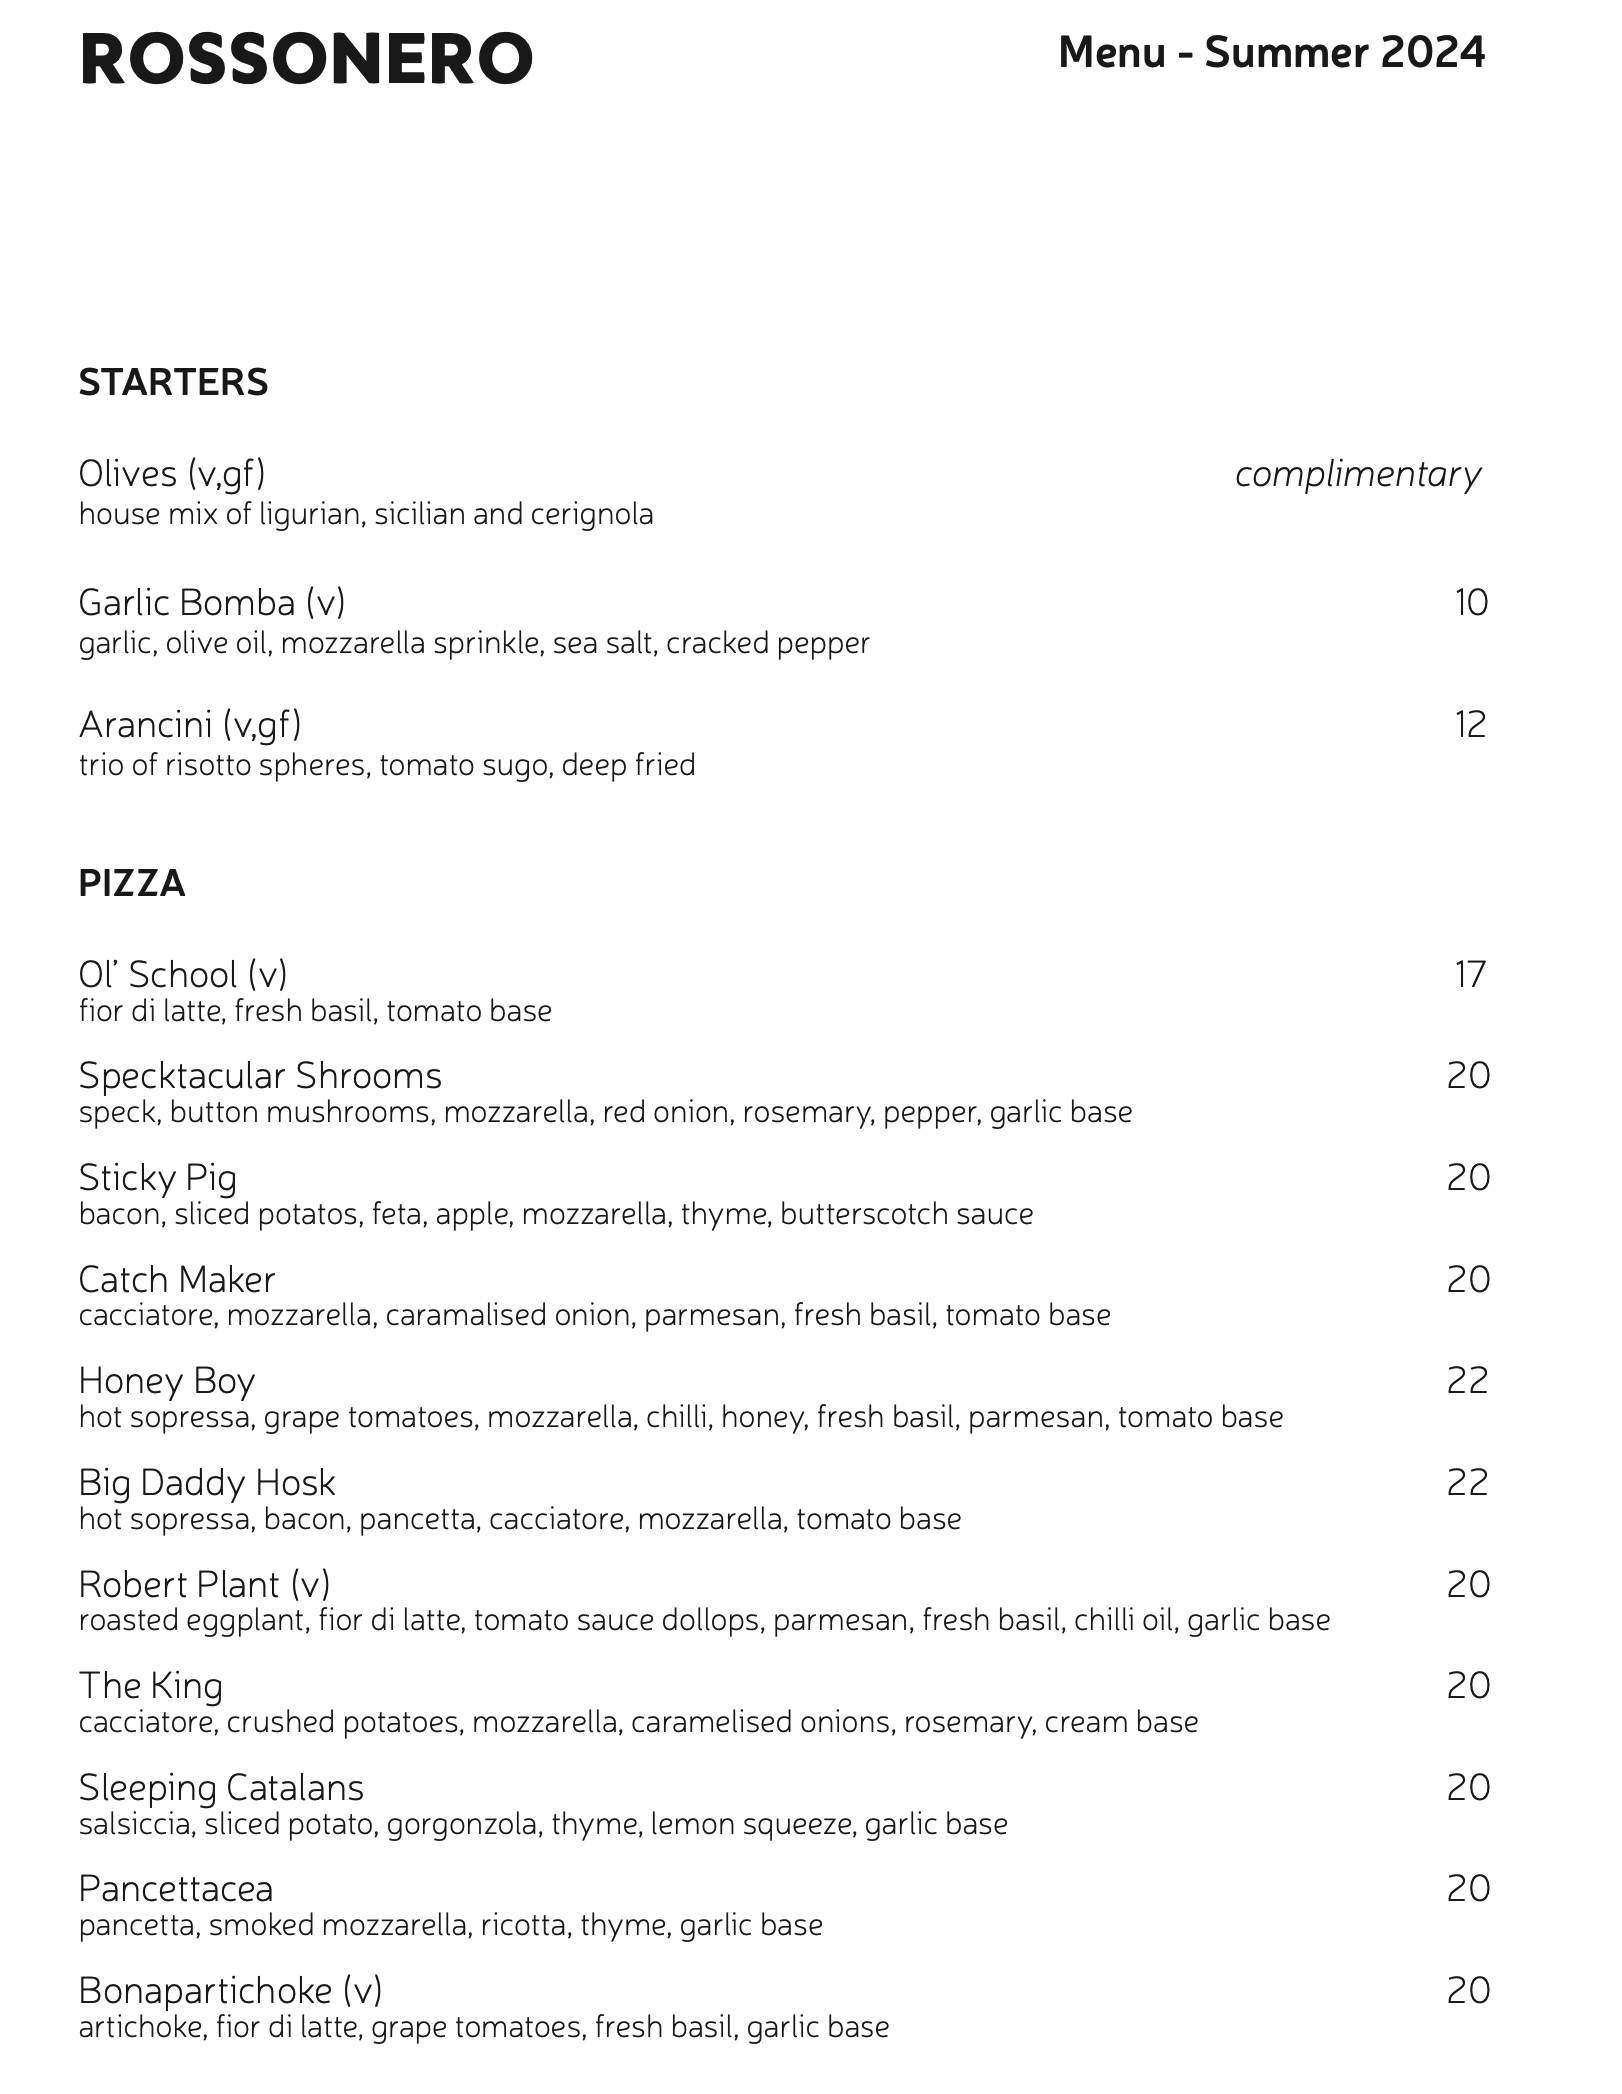 ROSSONERO
Menu - Summer 2024
STARTERS
Olives (v,gf) complimentary
house mix of ligurian, sicilian and cerignola
Garlic Bomba (v) 10
garlic, olive oil, mozzarella sprinkle, sea salt, cracked pepper
Arancini (v,gf) 12
trio of risotto spheres, tomato sugo, deep fried
PIZZA
Ol’ School (v) 17
fior di latte, fresh basil, tomato base
Specktacular Shrooms 20
speck, button mushrooms, mozzarella, red onion, rosemary, pepper, garlic base
Sticky Pig 20
bacon, sliced potatos, feta, apple, mozzarella, thyme, butterscotch sauce
Catch Maker 20
cacciatore, mozzarella, caramalised onion, parmesan, fresh basil, tomato base
Honey Boy 22
hot sopressa, grape tomatoes, mozzarella, chilli, honey, fresh basil, parmesan, tomato base
Big Daddy Hosk 22
hot sopressa, bacon, pancetta, cacciatore, mozzarella, tomato base
Robert Plant (v) 20
roasted eggplant, fior di latte, tomato sauce dollops, parmesan, fresh basil, chilli oil, garlic base
The King 20
cacciatore, crushed potatoes, mozzarella, caramelised onions, rosemary, cream base
Sleeping Catalans 20
salsiccia, sliced potato, gorgonzola, thyme, lemon squeeze, garlic base
Pancettacea 20
pancetta, smoked mozzarella, ricotta, thyme, garlic base
Bonapartichoke (v) 20
artichoke, fior di latte, grape tomatoes, fresh basil, garlic base